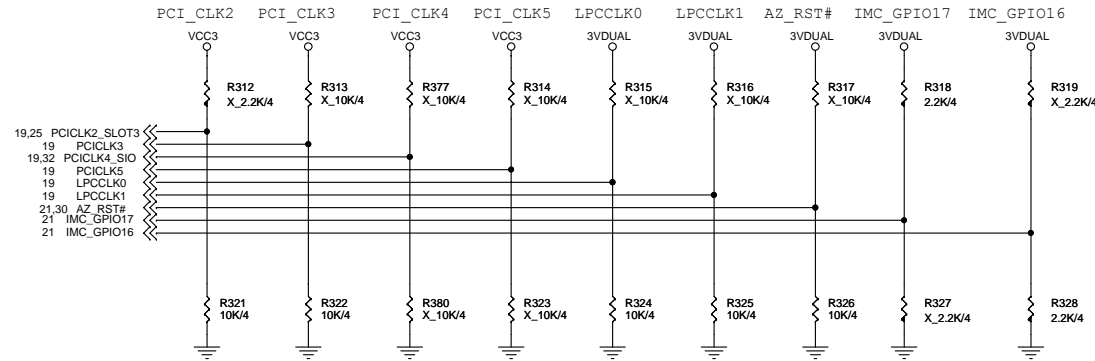 PCI_CLK2 PCI_CLK3 PCI_CLK4 PCI_CLK5 LPCCLK0 LPCCLK1 AZ_RST# IMC_GPIO17 IMC_GPIO16
VCC3 VCC3 VCC3 VCC3 3VDUAL 3VDUAL 3VDUAL 3VDUAL 3VDUAL
R312 R313 R377 R314 R315 R316 R317 R318 R319
X_2.2K/4 X_10K/4 X_10K/4 X_10K/4 X_10K/4 X_10K/4 X_10K/4 2.2K/4 X_2.2K/4
19,25 PCICLK2_SLOT3
19 PCICLK3
19,32 PCICLK4_SIO
19 PCICLK5
19 LPCCLK0
19 LPCCLK1
21,30 AZ_RST#
21 IMC_GPIO17
21 IMC_GPIO16
R321 R322 R380 R323 R324 R325 R326 R327 R328
10K/4 10K/4 X_10K/4 X_10K/4 10K/4 10K/4 10K/4 X_2.2K/4 2.2K/4